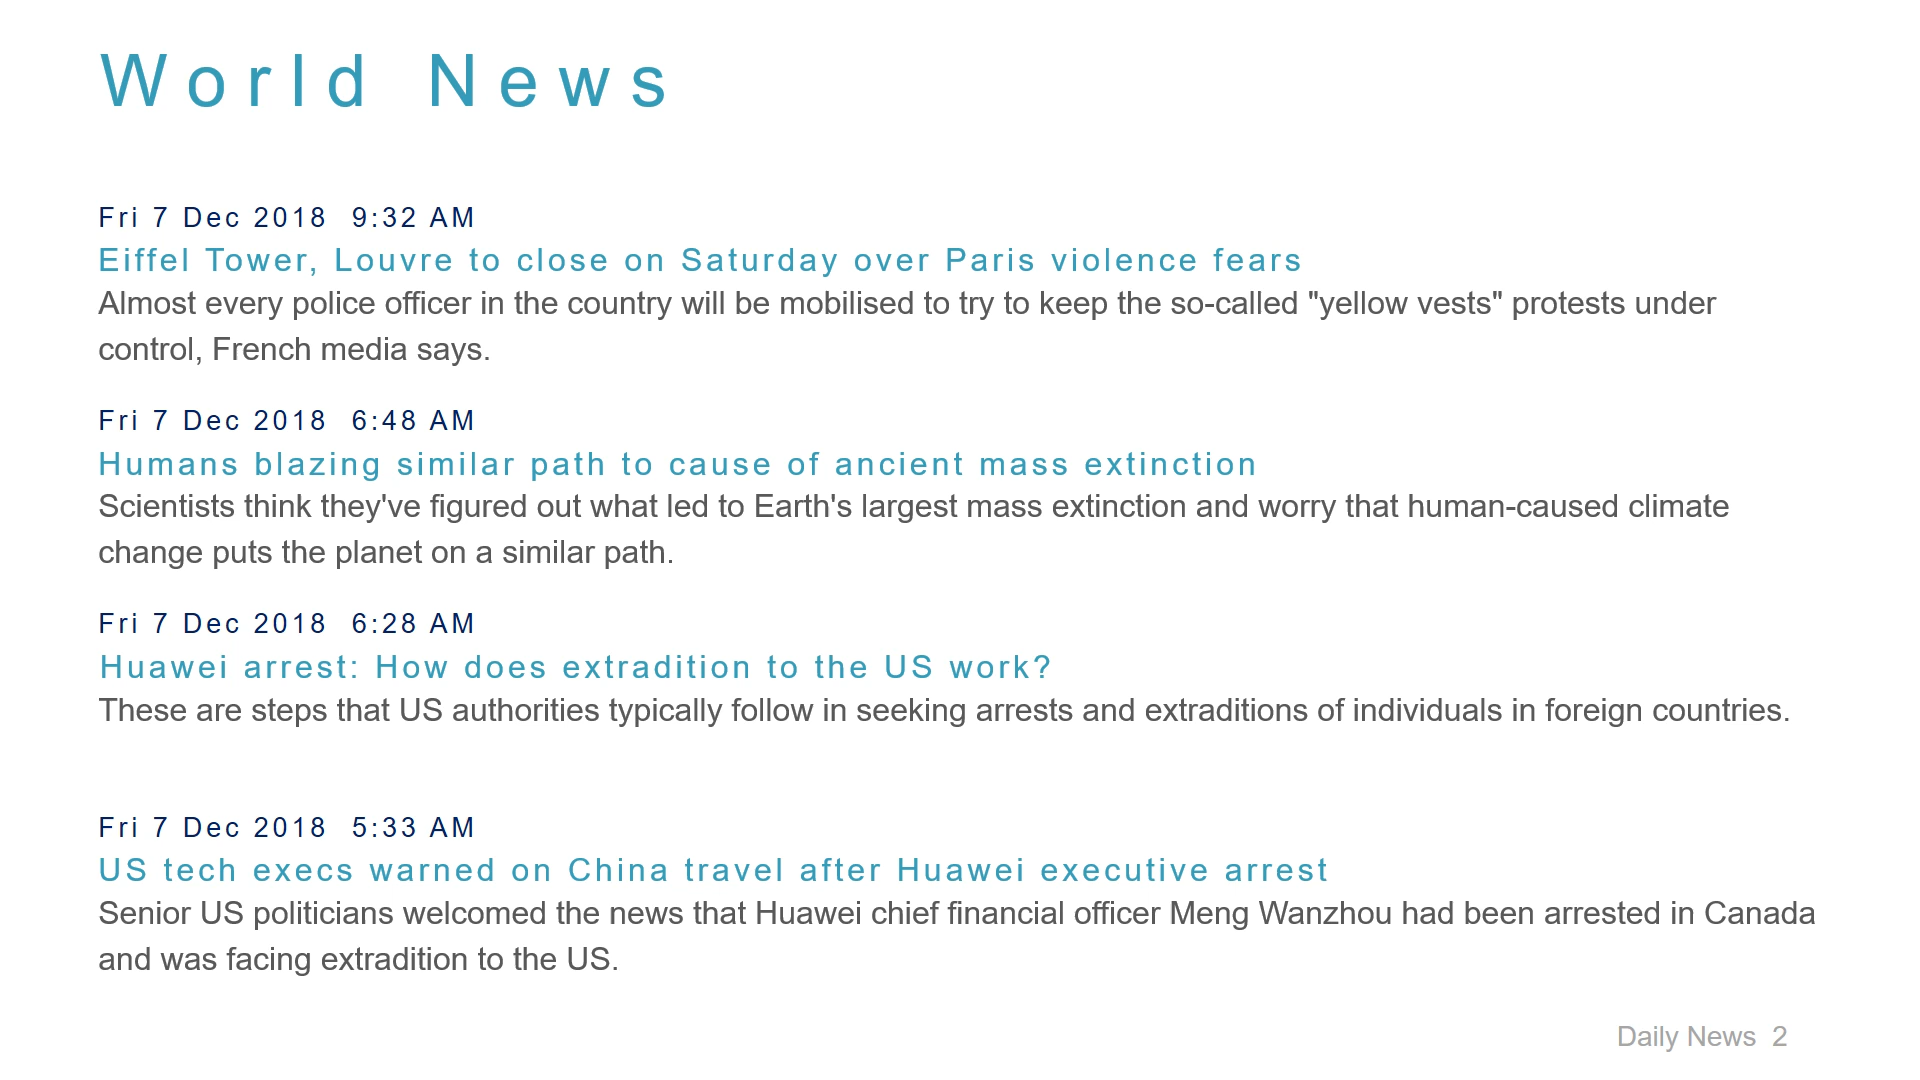 World News
Fri 7 Dec 2018  9:32 AM
Eiffel Tower, Louvre to close on Saturday over Paris violence fears
Almost every police officer in the country will be mobilised to try to keep the so-called "yellow vests" protests under
control, French media says.
Fri 7 Dec 2018  6:48 AM
Humans blazing similar path to cause of ancient mass extinction
Scientists think they've figured out what led to Earth's largest mass extinction and worry that human-caused climate
change puts the planet on a similar path.
Fri 7 Dec 2018  6:28 AM
Huawei arrest: How does extradition to the US work?
These are steps that US authorities typically follow in seeking arrests and extraditions of individuals in foreign countries.
Fri 7 Dec 2018  5:33 AM
US tech execs warned on China travel after Huawei executive arrest
Senior US politicians welcomed the news that Huawei chief financial officer Meng Wanzhou had been arrested in Canada
and was facing extradition to the US.
Daily News  2